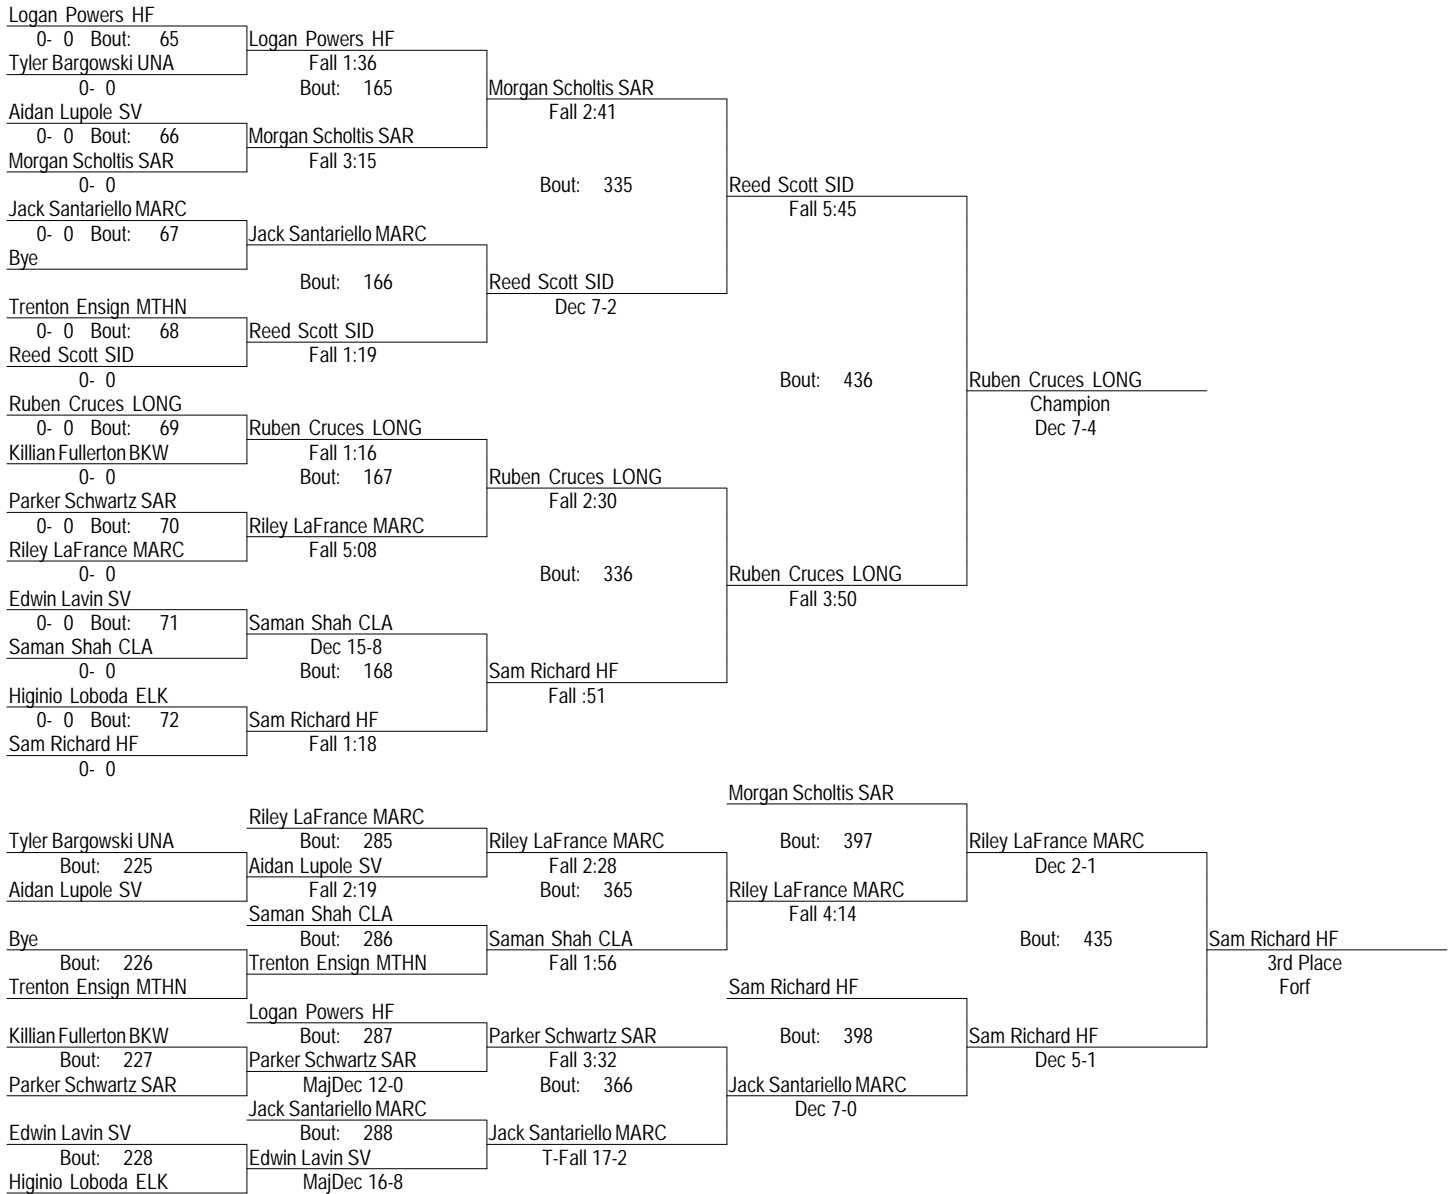 Logan Powers HF
0- 0 Bout: 65 Logan Powers HF
Tyler Bargowski UNA Fall 1:36
0- 0 Bout: 165 Morgan Scholtis SAR
Aidan Lupole SV Fall 2:41
0- 0 Bout: 66 Morgan Scholtis SAR
Morgan Scholtis SAR Fall 3:15
0- 0 Bout: 335 Reed Scott SID
Jack Santariello MARC Fall 5:45
0- 0 Bout: 67 Jack Santariello MARC
Bye
Bout: 166 Reed Scott SID
Trenton Ensign MTHN Dec 7-2
0- 0 Bout: 68 Reed Scott SID
Reed Scott SID Fall 1:19
0- 0 Bout: 436 Ruben Cruces LONG
Ruben Cruces LONG Champion
0- 0 Bout: 69 Ruben Cruces LONG Dec 7-4
Killian Fullerton BKW Fall 1:16
0- 0 Bout: 167 Ruben Cruces LONG
Parker Schwartz SAR Fall 2:30
0- 0 Bout: 70 Riley LaFrance MARC
Riley LaFrance MARC Fall 5:08
0- 0 Bout: 336 Ruben Cruces LONG
Edwin Lavin SV Fall 3:50
0- 0 Bout: 71 Saman Shah CLA
Saman Shah CLA Dec 15-8
0- 0 Bout: 168 Sam Richard HF
Higinio Loboda ELK Fall :51
0- 0 Bout: 72 Sam Richard HF
Sam Richard HF Fall 1:18
0- 0
Morgan Scholtis SAR
Riley LaFrance MARC
Tyler Bargowski UNA Bout: 285 Riley LaFrance MARC Bout: 397 Riley LaFrance MARC
Bout: 225 Aidan Lupole SV Fall 2:28 Dec 2-1
Aidan Lupole SV Fall 2:19 Bout: 365 Riley LaFrance MARC
Saman Shah CLA Fall 4:14
Bye Bout: 286 Saman Shah CLA Bout: 435 Sam Richard HF
Bout: 226 Trenton Ensign MTHN Fall 1:56 3rd Place
Trenton Ensign MTHN Sam Richard HF Forf
Logan Powers HF
Killian Fullerton BKW Bout: 287 Parker Schwartz SAR Bout: 398 Sam Richard HF
Bout: 227 Parker Schwartz SAR Fall 3:32 Dec 5-1
Parker Schwartz SAR MajDec 12-0 Bout: 366 Jack Santariello MARC
Jack Santariello MARC Dec 7-0
Edwin Lavin SV Bout: 288 Jack Santariello MARC
Bout: 228 Edwin Lavin SV T-Fall 17-2
Higinio Loboda ELK MajDec 16-8